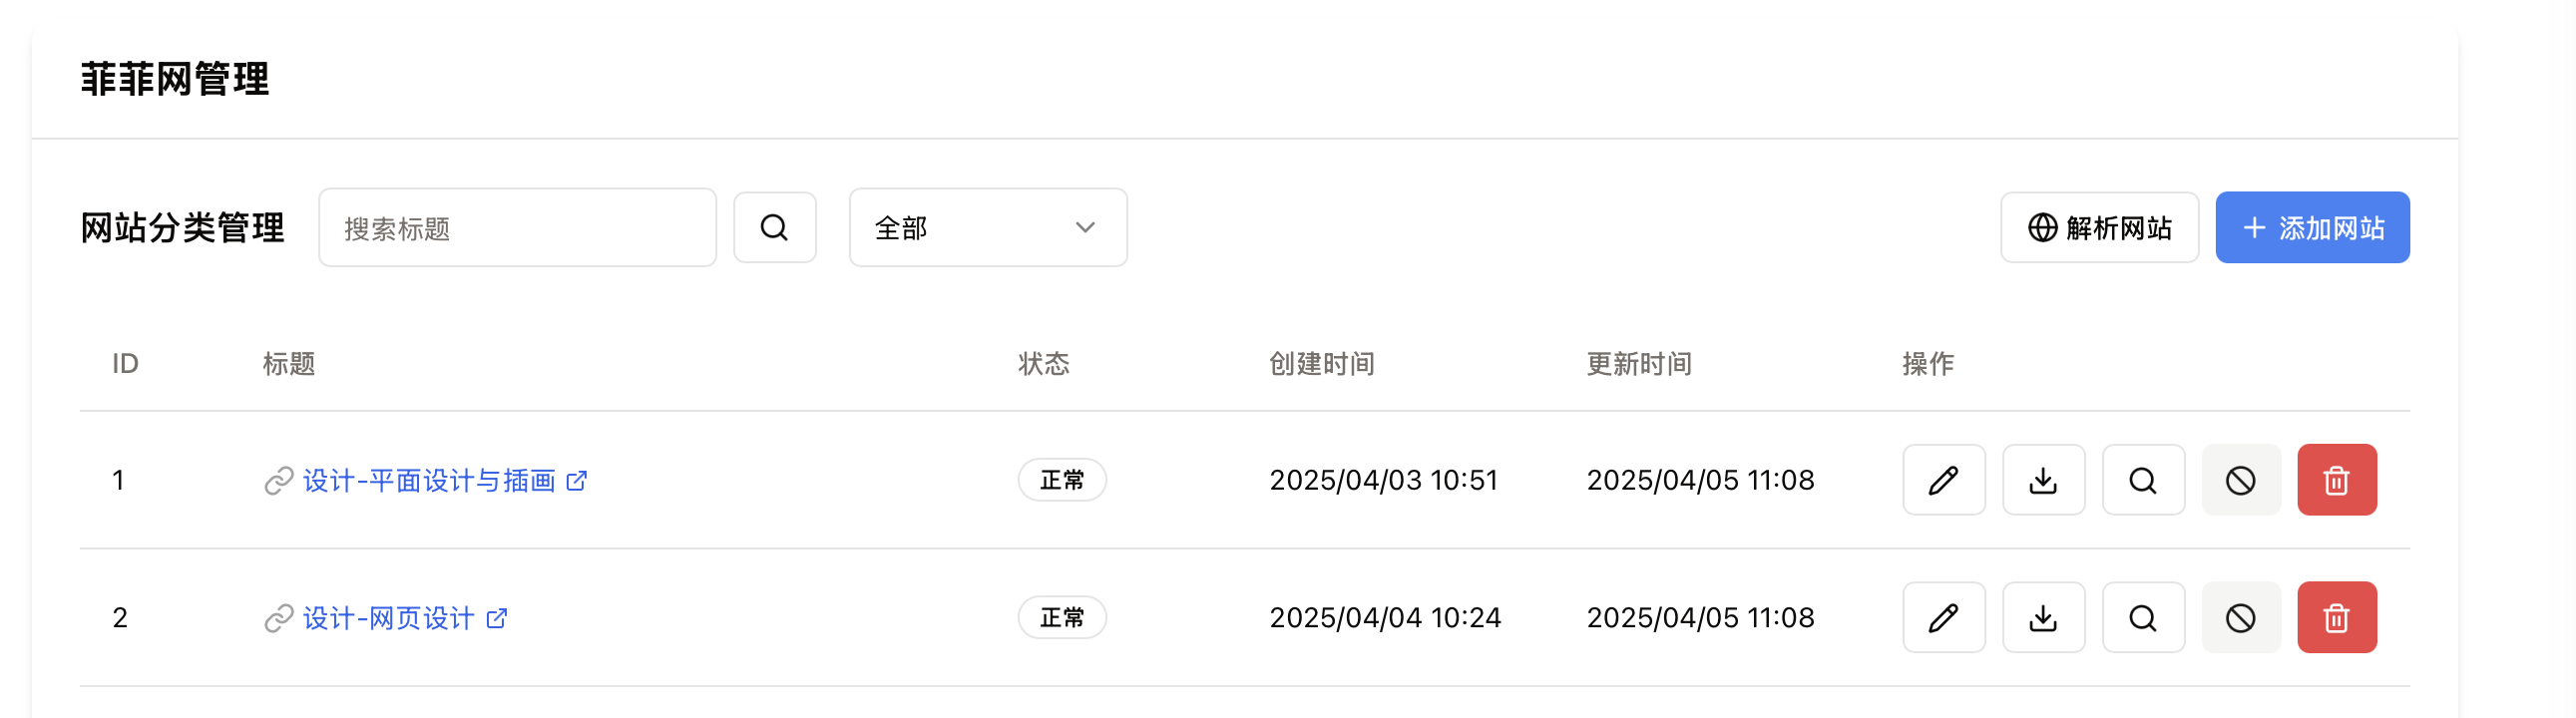 菲菲网管理
网站分类管理 搜索标题 全部 解析网站 添加网站
ID 标题 状态 创建时间 更新时间 操作
1 设计-平面设计与插画 正常 2025/04/03 10:51 2025/04/05 11:08
2 设计-网页设计 正常 2025/04/04 10:24 2025/04/05 11:08